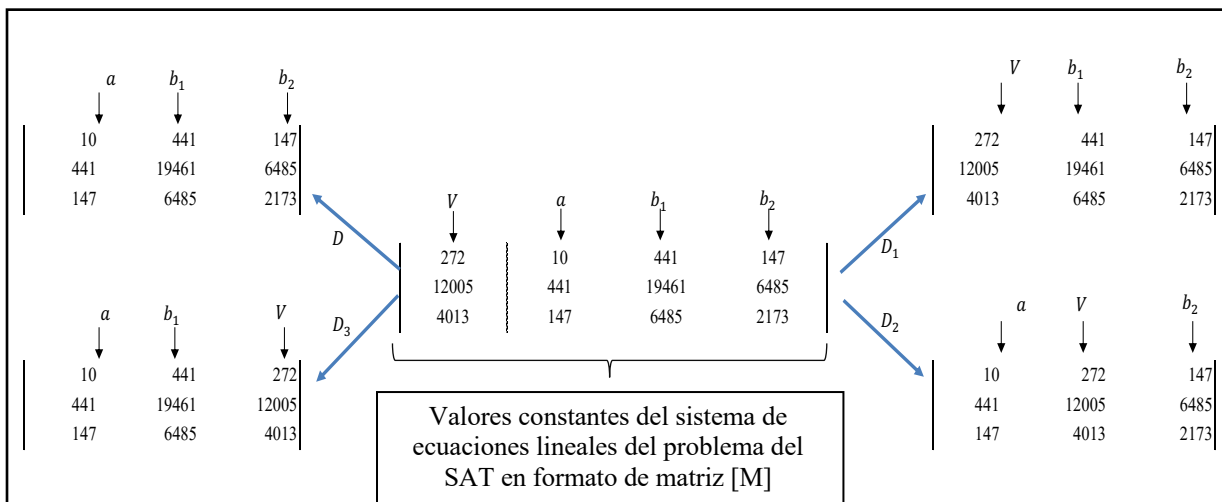 a b₁ b₂
10 441 147
441 19461 6485
147 6485 2173
D
V b₁ b₂
272 441 147
12005 19461 6485
4013 6485 2173
D₁
V a b₁ b₂
272 10 441 147
12005 441 19461 6485
4013 147 6485 2173
a b₁ V
10 441 272
441 19461 12005
147 6485 4013
D₃
a V b₂
10 272 147
441 12005 6485
147 4013 2173
D₂
Valores constantes del sistema de
ecuaciones lineales del problema del
SAT en formato de matriz [M]